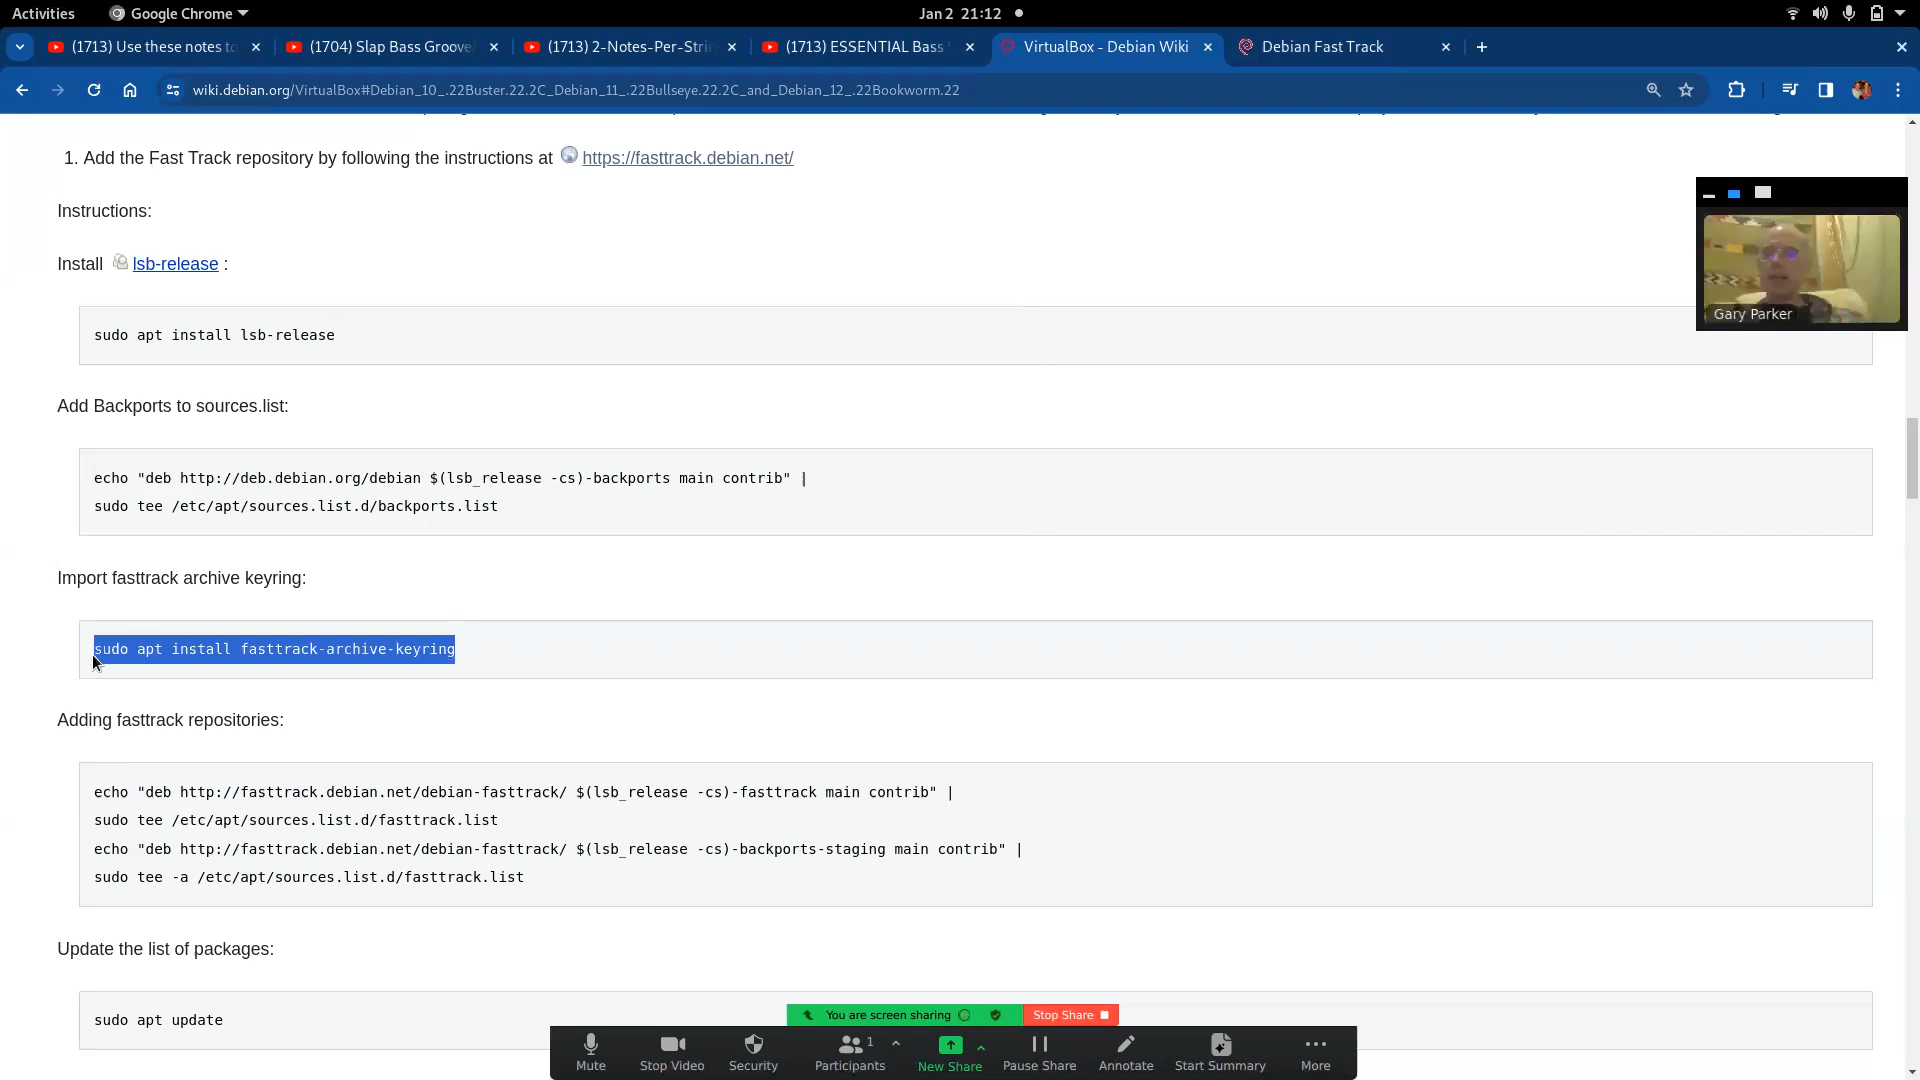 Activities
Google Chrome
Jan 2 21:12
(1713) Use these notes to
(1704) Slap Bass Groove
(1713) 2-Notes-Per-Stri
(1713) ESSENTIAL Bass
VirtualBox - Debian Wiki
Debian Fast Track
wiki.debian.org/VirtualBox#Debian_10_.22Buster.22.2C_Debian_11_.22Bullseye.22.2C_and_Debian_12_.22Bookworm.22
1. Add the Fast Track repository by following the instructions at https://fasttrack.debian.net/
Instructions:
Install lsb-release :
sudo apt install lsb-release
Gary Parker
Add Backports to sources.list:
echo "deb http://deb.debian.org/debian $(lsb_release -cs)-backports main contrib" |
sudo tee /etc/apt/sources.list.d/backports.list
Import fasttrack archive keyring:
sudo apt install fasttrack-archive-keyring
Adding fasttrack repositories:
echo "deb http://fasttrack.debian.net/debian-fasttrack/ $(lsb_release -cs)-fasttrack main contrib" |
sudo tee /etc/apt/sources.list.d/fasttrack.list
echo "deb http://fasttrack.debian.net/debian-fasttrack/ $(lsb_release -cs)-backports-staging main contrib" |
sudo tee -a /etc/apt/sources.list.d/fasttrack.list
Update the list of packages:
sudo apt update
You are screen sharing
Stop Share
Mute
Stop Video
Security
Participants 1
New Share
Pause Share
Annotate
Start Summary
More